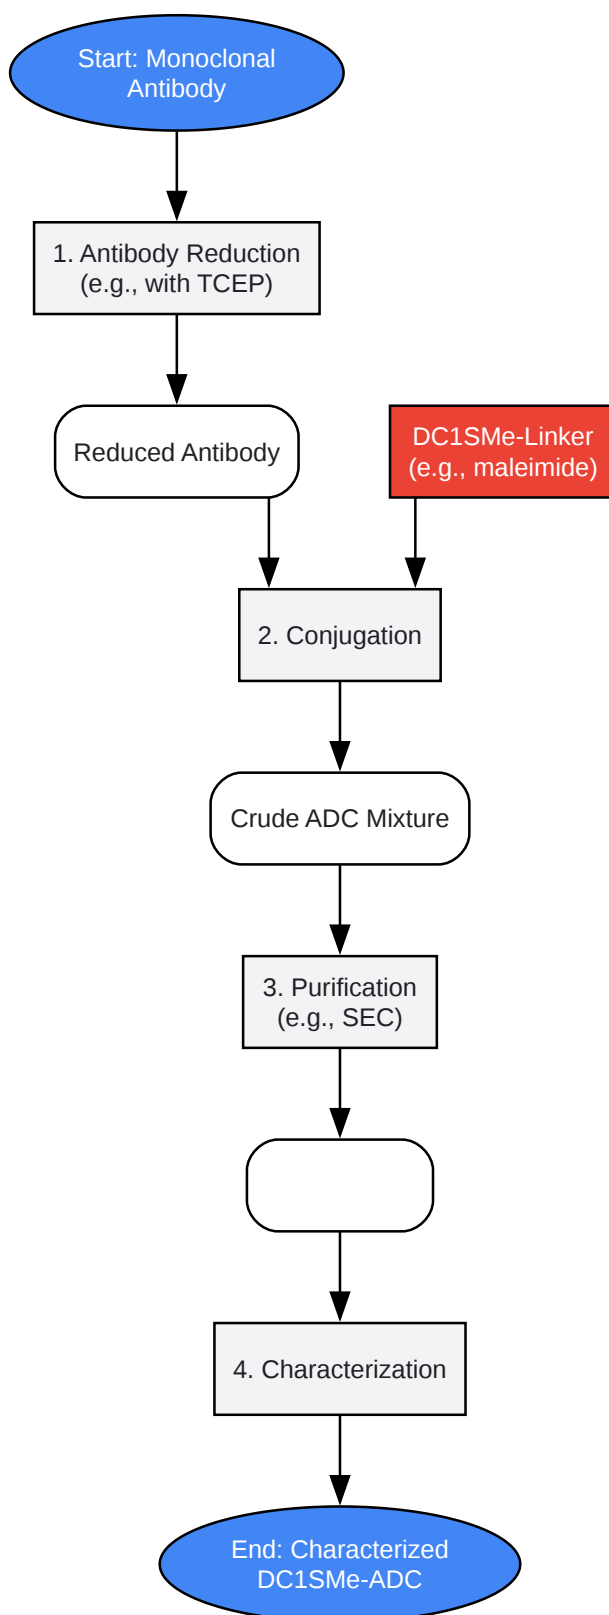 Start: Monoclonal
Antibody
1. Antibody Reduction
(e.g., with TCEP)
Reduced Antibody
DC1SMe-Linker
(e.g., maleimide)
2. Conjugation
Crude ADC Mixture
3. Purification
(e.g., SEC)
4. Characterization
End: Characterized
DC1SMe-ADC